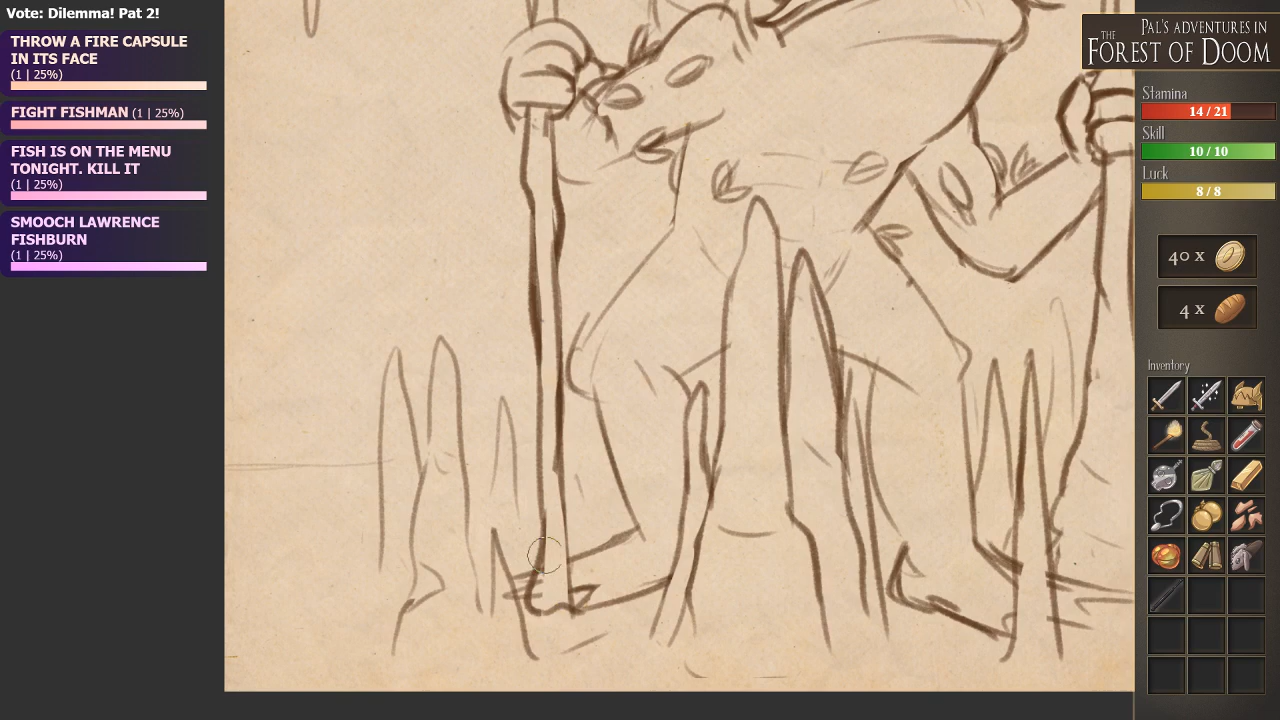 Vote: Dilemma! Pat 2!
THROW A FIRE CAPSULE
IN ITS FACE
(1 | 25%)
FIGHT FISHMAN (1 | 25%)
FISH IS ON THE MENU
TONIGHT. KILL IT
(1 | 25%)
SMOOCH LAWRENCE
FISHBURN
(1 | 25%)
PAL'S ADVENTURES IN
THE FOREST OF DOOM
Stamina
14 / 21
Skill
10 / 10
Luck
8 / 8
40 x
4 x
Inventory